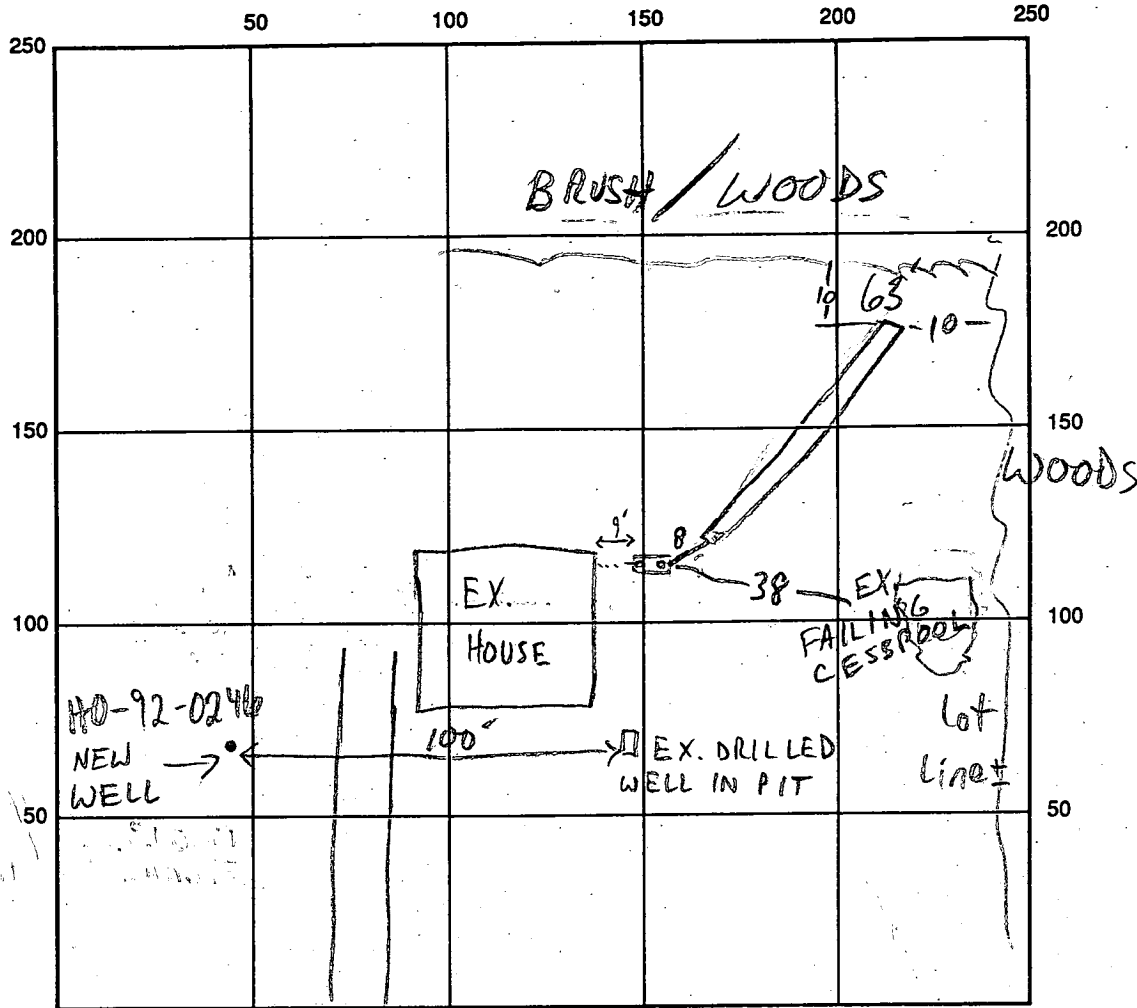 50 100 150 200 250
250
BRUSH / WOODS
200 200
10' 63' -10-
150 150
WOODS
9' 8
38
EX. HOUSE
EX. FAILING CESSPOOL
100 100
HO-92-0246
NEW WELL
100'
EX. DRILLED WELL IN PIT
Lot Line ±
50 50